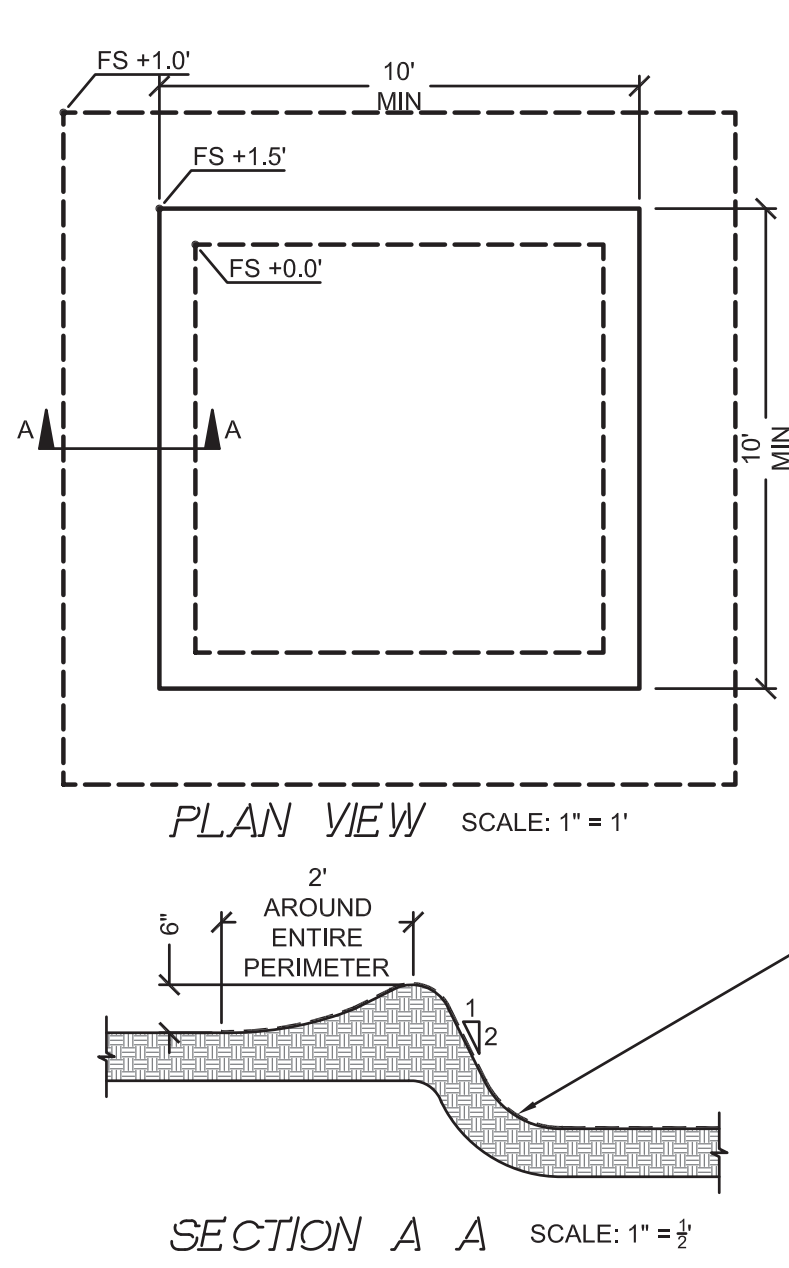 FS +1.0'
10'
MIN
FS +1.5'
FS +0.0'
A
A
10'
MIN
PLAN VIEW SCALE: 1" = 1'
2'
AROUND
ENTIRE
PERIMETER
6"
1
2
SECTION A A SCALE: 1" = ½'